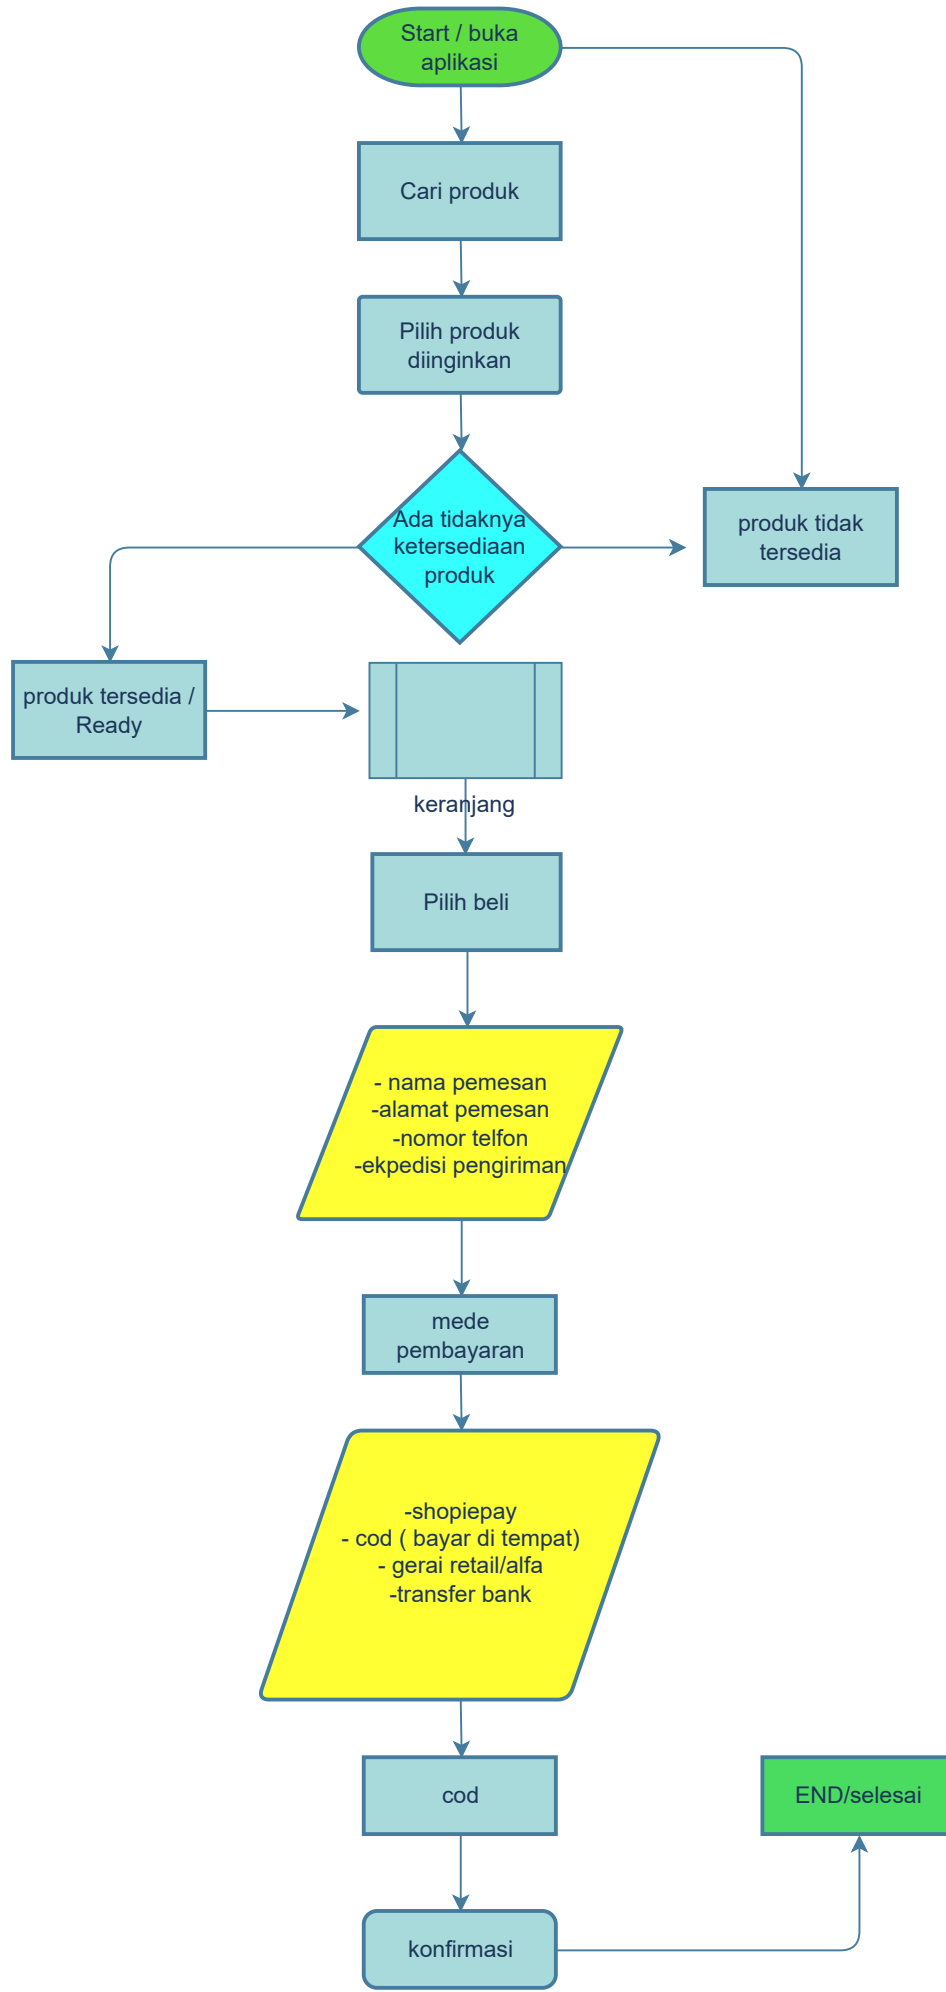 Start / buka
aplikasi
Cari produk
Pilih produk
diinginkan
Ada tidaknya
ketersediaan
produk
produk tidak
tersedia
produk tersedia /
Ready
keranjang
Pilih beli
- nama pemesan
-alamat pemesan
-nomor telfon
-ekpedisi pengiriman
mede
pembayaran
-shopiepay
- cod ( bayar di tempat)
- gerai retail/alfa
-transfer bank
cod
END/selesai
konfirmasi